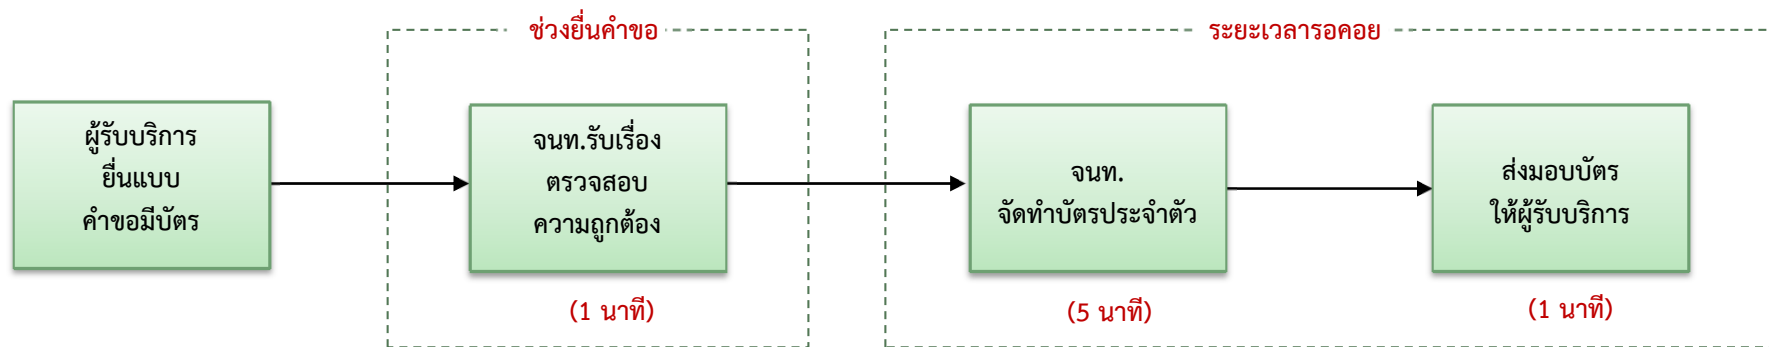 ช่วงยื่นคำขอ
ระยะเวลารอคอย
ผู้รับบริการ
ยื่นแบบ
คำขอมีบัตร
จนท.รับเรื่อง
ตรวจสอบ
ความถูกต้อง
(1 นาที)
จนท.
จัดทำบัตรประจำตัว
(5 นาที)
ส่งมอบบัตร
ให้ผู้รับบริการ
(1 นาที)